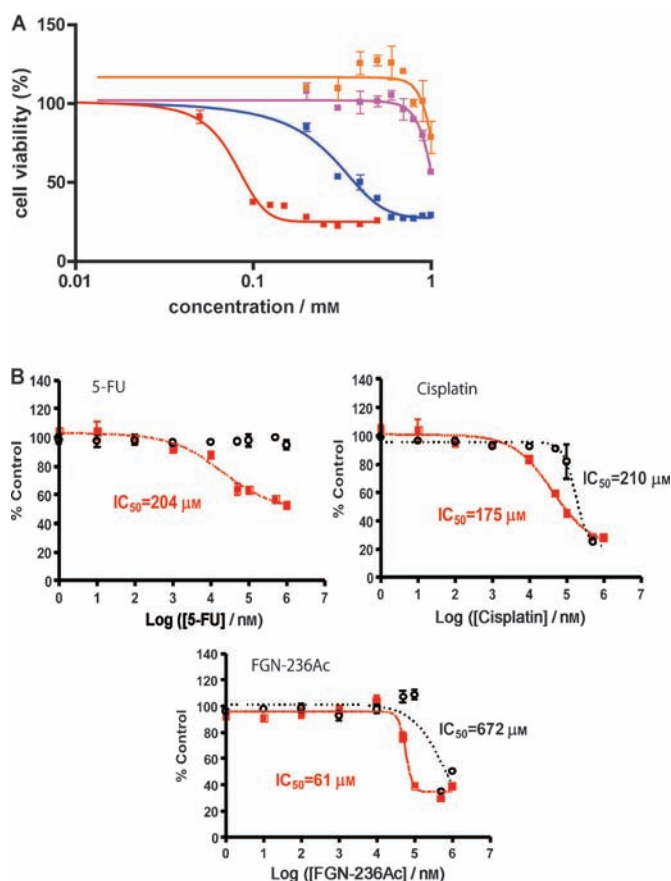 A
cell viability (%)
150
100
50
0
0.01
0.1
1
concentration / mM
B
5-FU
% Control
140
120
100
80
60
40
20
0
IC50=204 μM
0 1 2 3 4 5 6 7
Log ([5-FU] / nM)
Cisplatin
% Control
140
120
100
80
60
40
20
0
IC50=210 μM
IC50=175 μM
0 1 2 3 4 5 6 7
Log ([Cisplatin] / nM)
FGN-236Ac
% Control
140
120
100
80
60
40
20
0
IC50=672 μM
IC50=61 μM
0 1 2 3 4 5 6 7
Log ([FGN-236Ac] / nM)